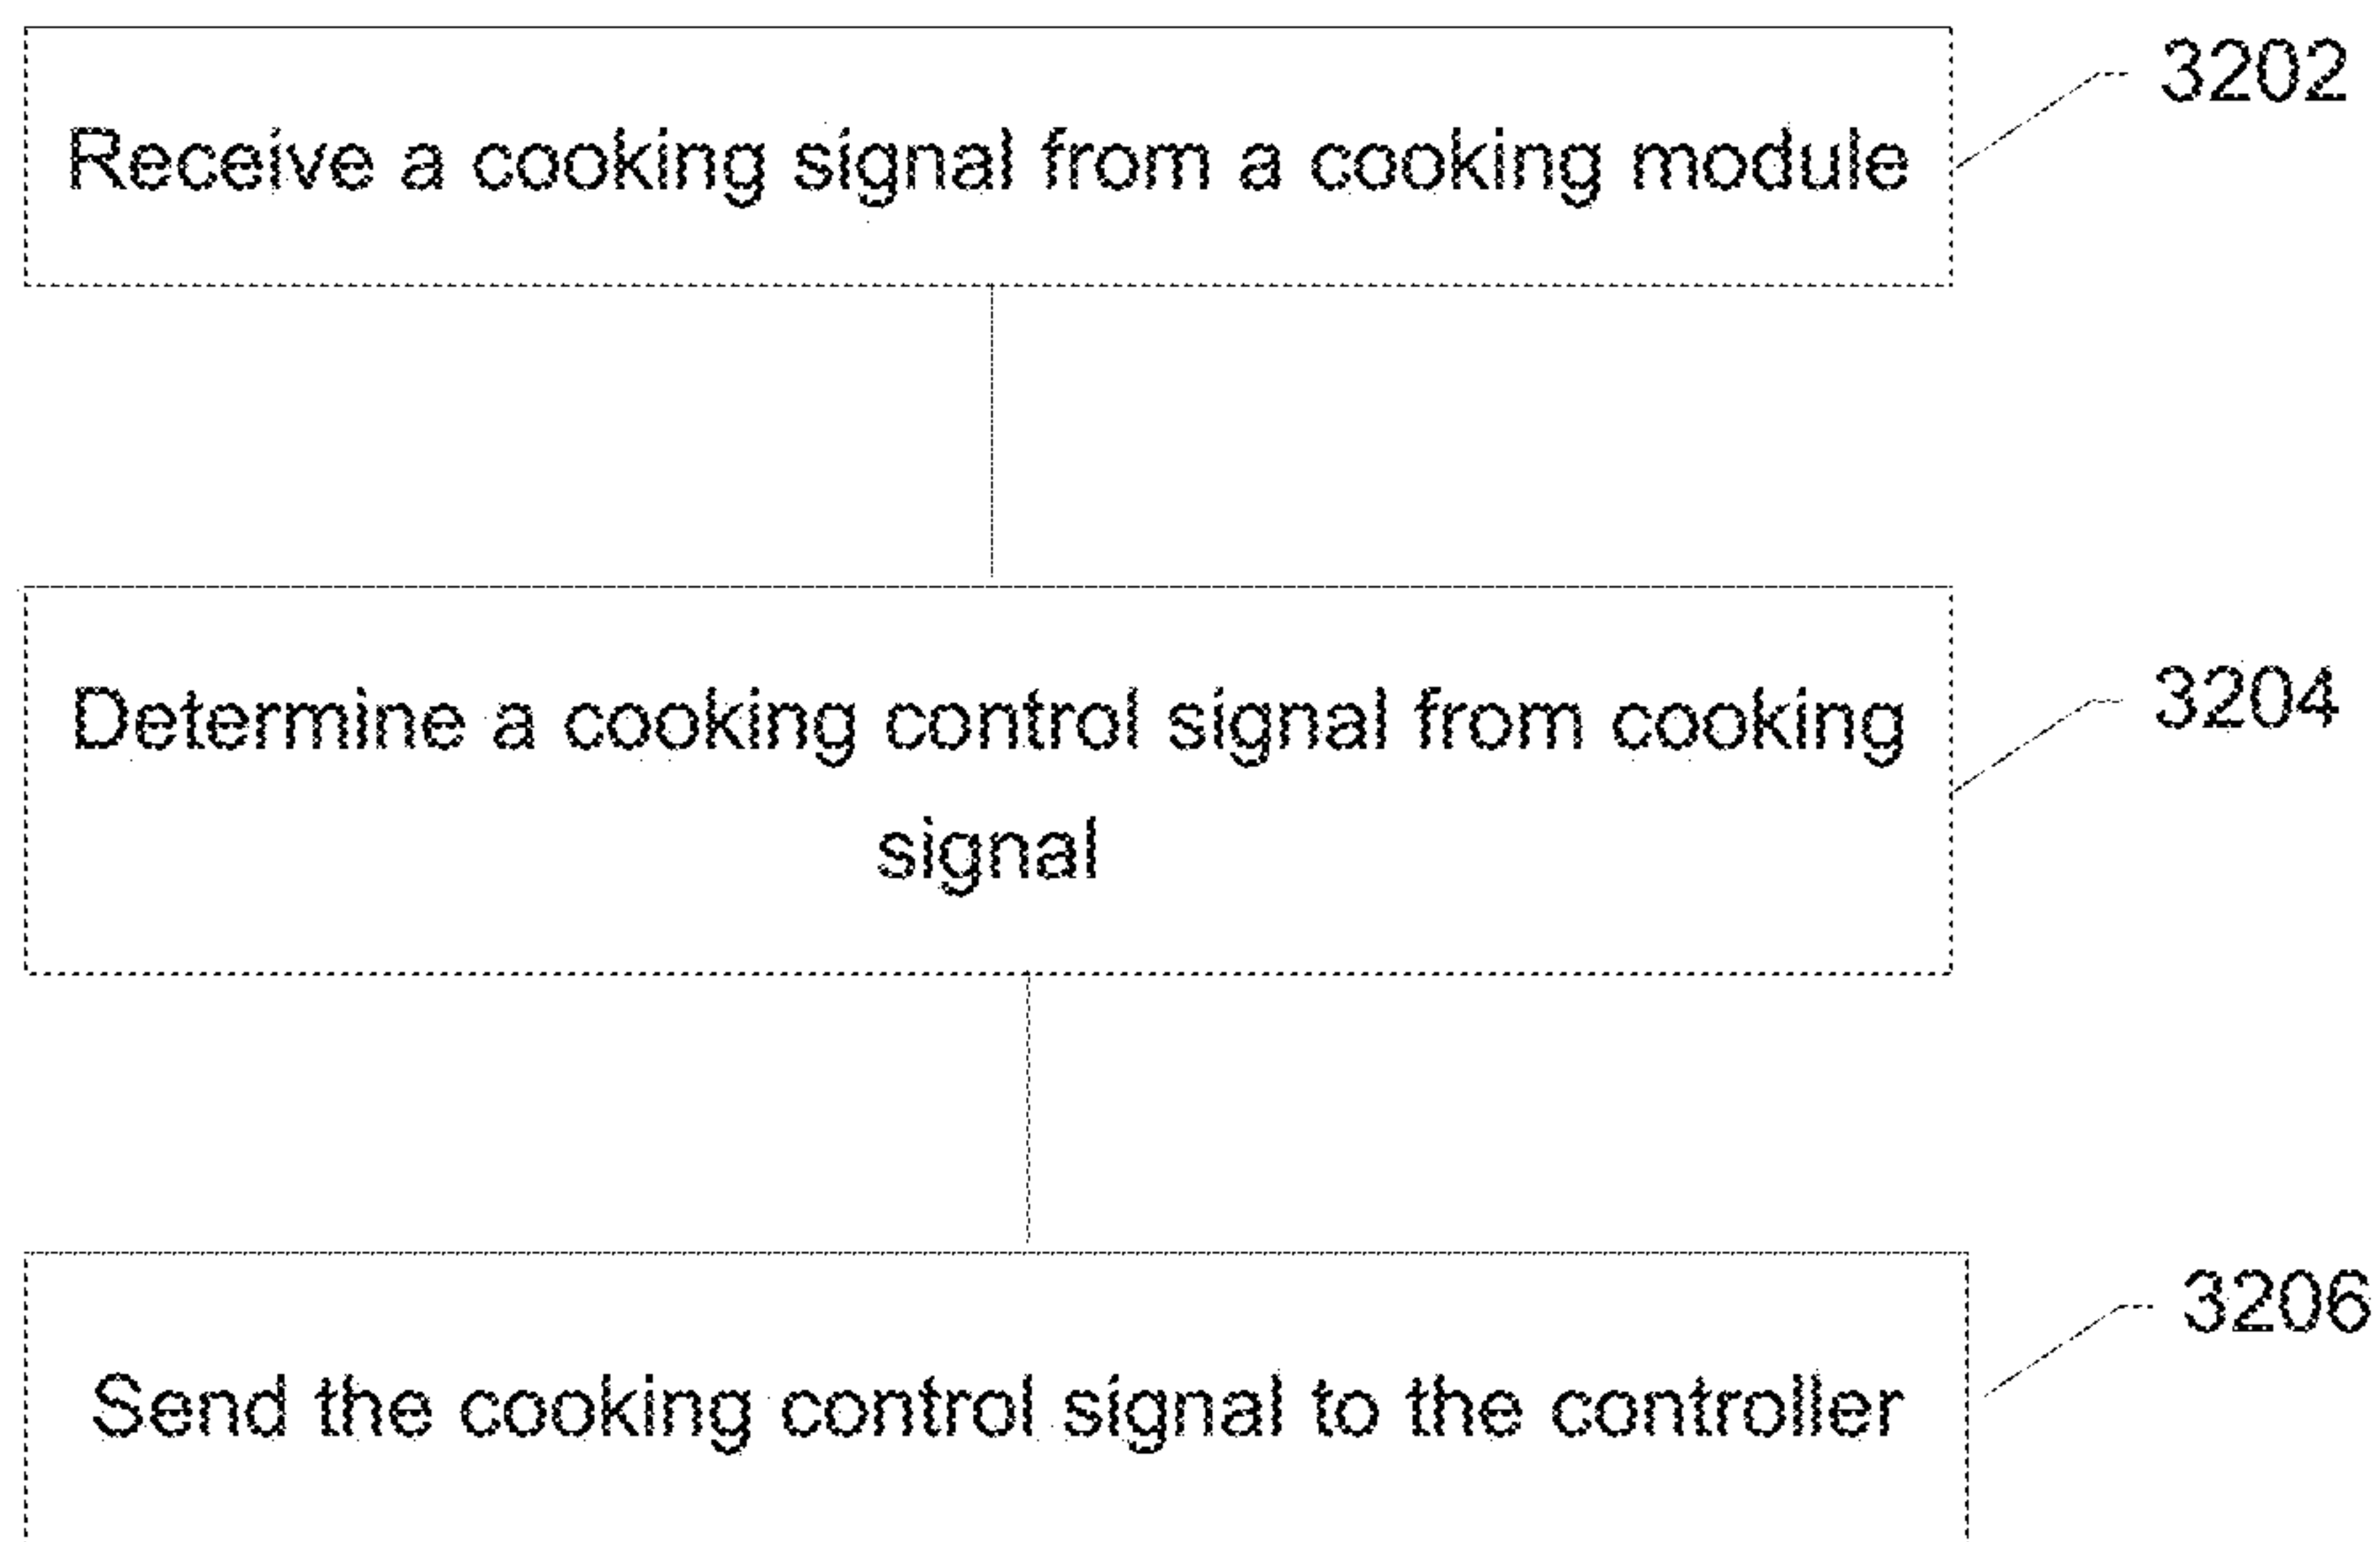 3202
Receive a cooking signal from a cooking module
3204
Determine a cooking control signal from cooking
signal
3206
Send the cooking control signal to the controller